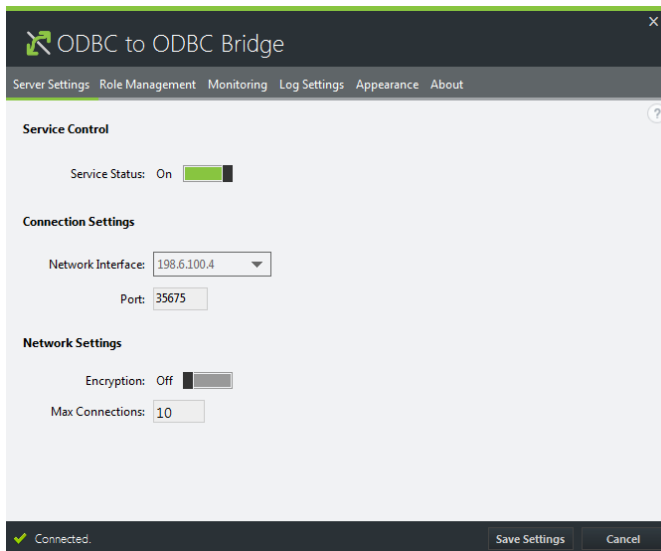 ODBC to ODBC Bridge
Server Settings Role Management Monitoring Log Settings Appearance About
?
Service Control
Service Status: On
Connection Settings
Network Interface: 198.6.100.4
Port: 35675
Network Settings
Encryption: Off
Max Connections: 10
Connected. Save Settings Cancel